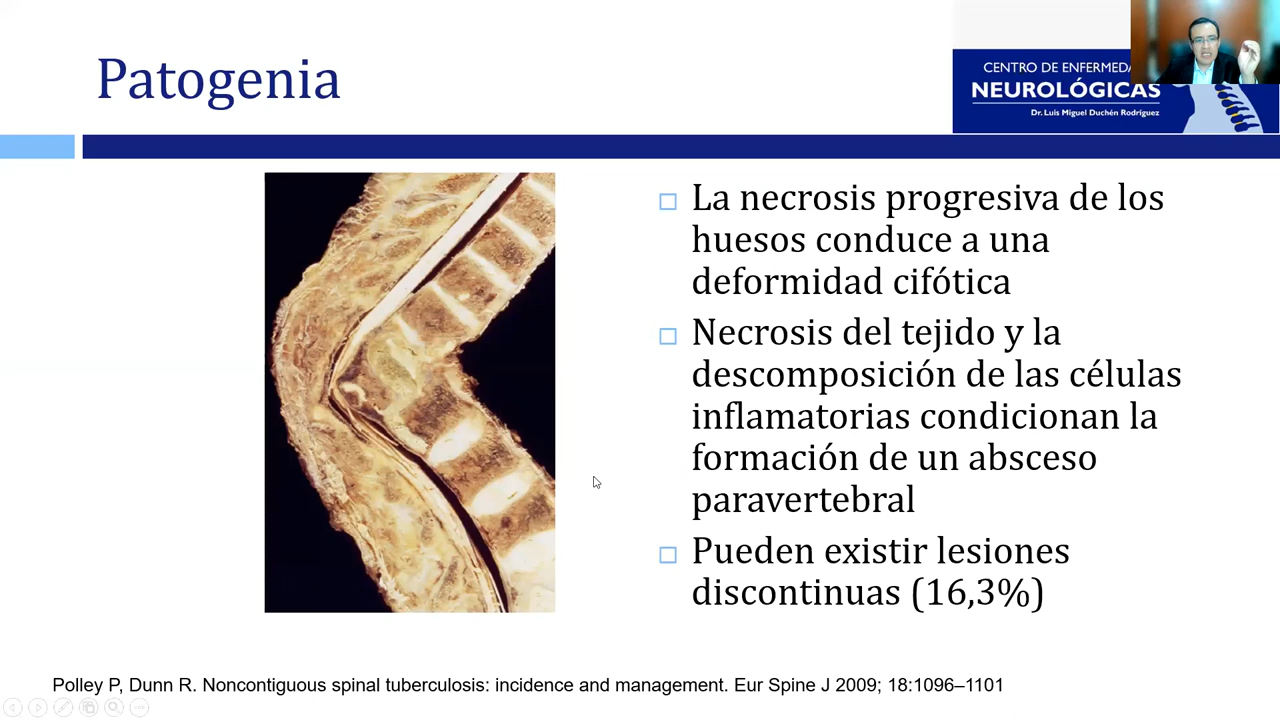 Patogenia
CENTRO DE
NEUROLÓGICAS
Dr. Luis Miguel Duchén Rodríguez
La necrosis progresiva de los
huesos conduce a una
deformidad cifótica
Necrosis del tejido y la
descomposición de las células
inflamatorias condicionan la
formación de un absceso
paravertebral
Pueden existir lesiones
discontinuas (16,3%)
Polley P, Dunn R. Noncontiguous spinal tuberculosis: incidence and management. Eur Spine J 2009; 18:1096–1101